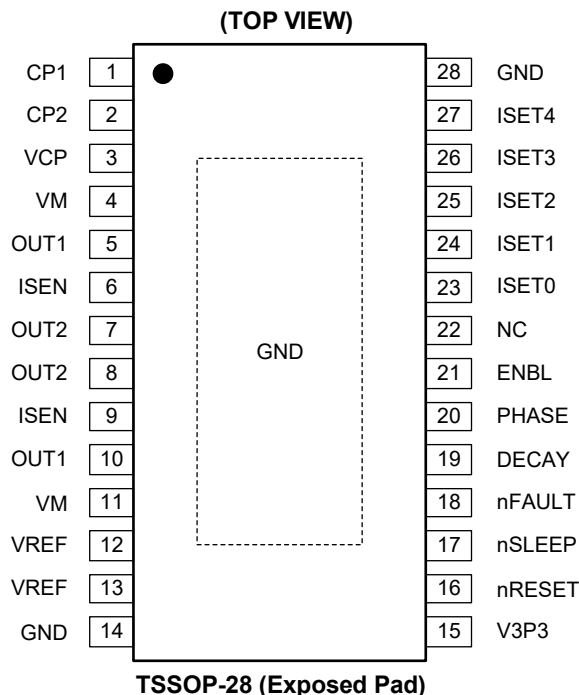 (TOP VIEW)
CP1 1 28 GND
CP2 2 27 ISET4
VCP 3 26 ISET3
VM 4 25 ISET2
OUT1 5 24 ISET1
ISEN 6 23 ISET0
OUT2 7 22 NC
GND
OUT2 8 21 ENBL
ISEN 9 20 PHASE
OUT1 10 19 DECAY
VM 11 18 nFAULT
VREF 12 17 nSLEEP
VREF 13 16 nRESET
GND 14 15 V3P3
TSSOP-28 (Exposed Pad)